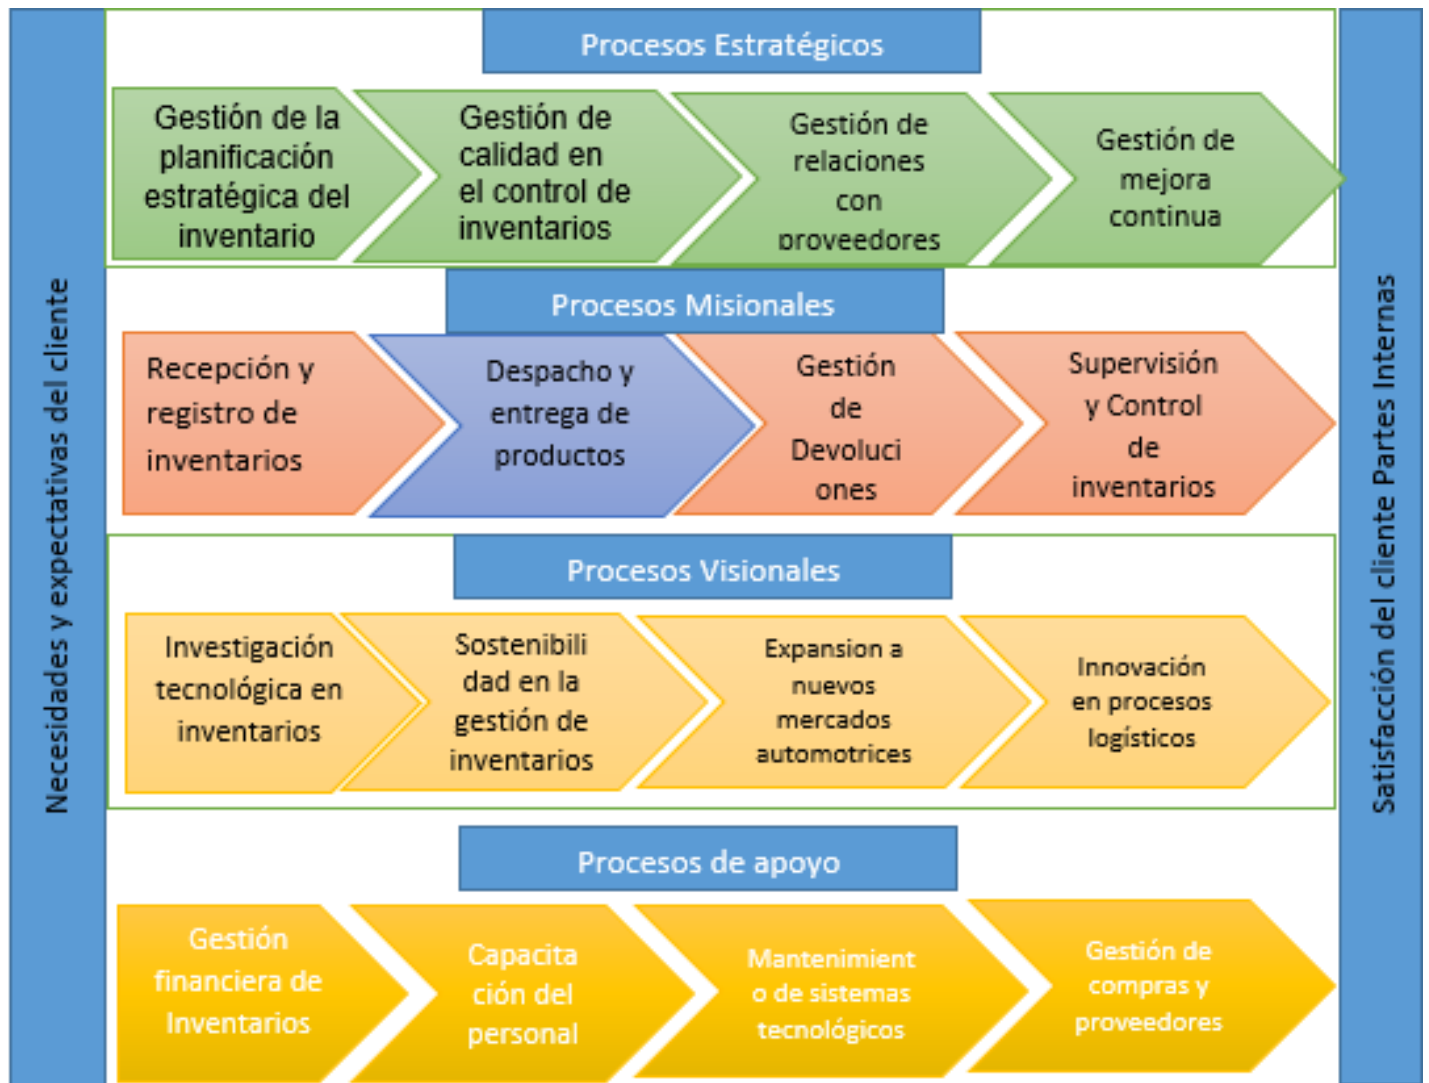 Necesidades y expectativas del cliente
Procesos Estratégicos
Gestión de la
planificación
estratégica del
inventario
Gestión de
calidad en
el control de
inventarios
Gestión de
relaciones
con
proveedores
Gestión de
mejora
continua
Procesos Misionales
Recepción y
registro de
inventarios
Despacho y
entrega de
productos
Gestión
de
Devoluci
ones
Supervisión
y Control
de
inventarios
Procesos Visionales
Investigación
tecnológica en
inventarios
Sostenibili
dad en la
gestión de
inventarios
Expansion a
nuevos
mercados
automotrices
Innovación
en procesos
logísticos
Procesos de apoyo
Gestión
financiera de
Inventarios
Capacita
ción del
personal
Mantenimient
o de sistemas
tecnológicos
Gestión de
compras y
proveedores
Satisfacción del cliente Partes Internas